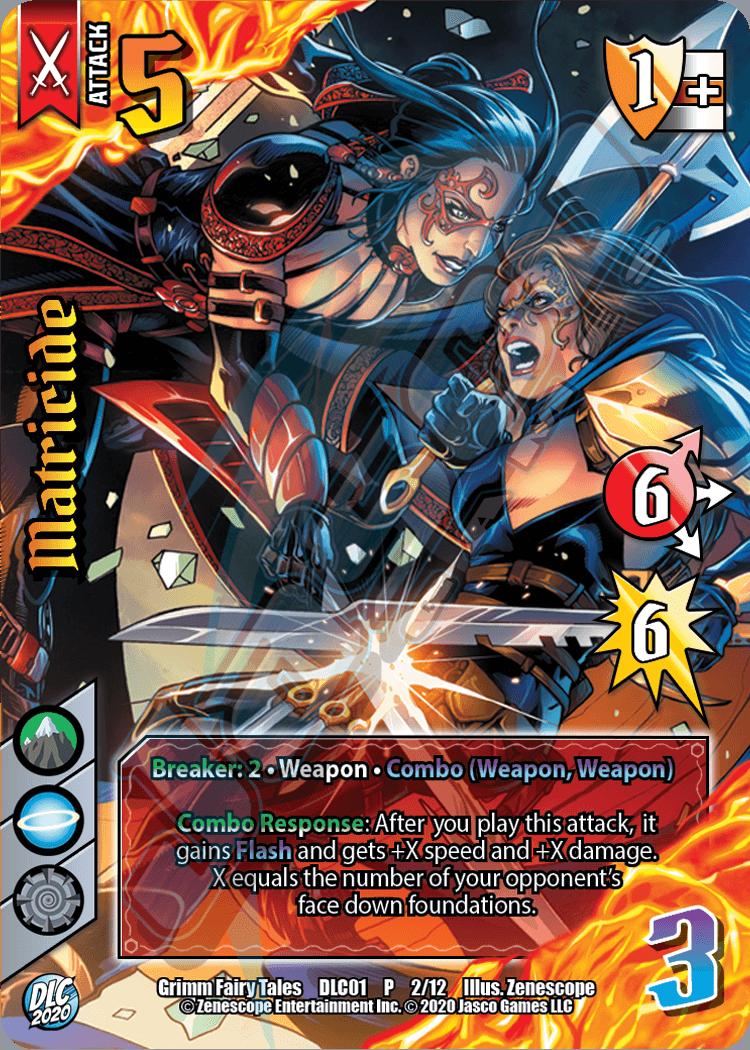 ATTACK
5
1+
Matricide
6
6
Breaker: 2 • Weapon • Combo (Weapon, Weapon)
Combo Response: After you play this attack, it
gains Flash and gets +X speed and +X damage.
X equals the number of your opponent's
face down foundations.
3
DLC
2020
Grimm Fairy Tales DLC01 P 2/12 Illus. Zenescope
© Zenescope Entertainment Inc. © 2020 Jasco Games LLC